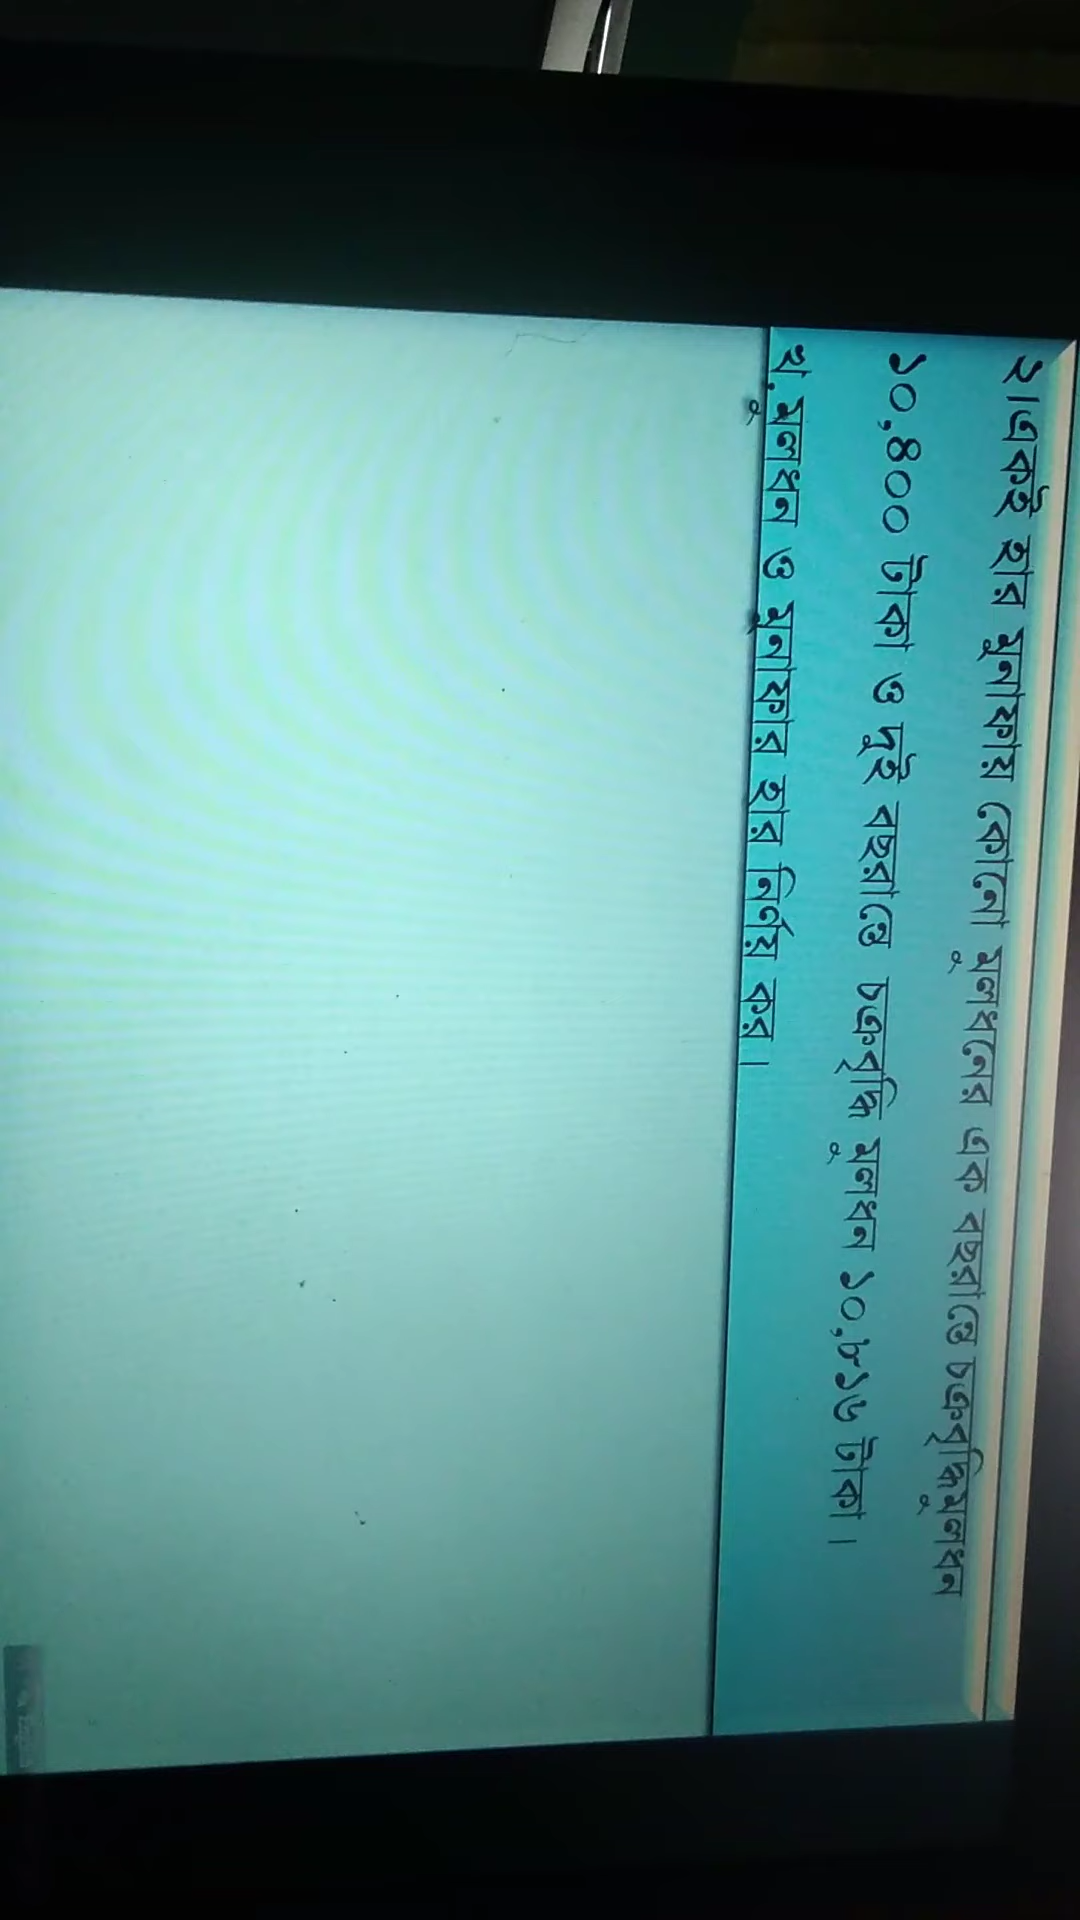 ২।একই হার মুনাফায় কোনো মূলধনের এক বছরান্তে চক্রবৃদ্ধিমূলধন
১০,৪০০ টাকা ও দুই বছরান্তে চক্রবৃদ্ধি মূলধন ১০,৮১৬ টাকা।
খ. মূলধন ও মুনাফার হার নির্ণয় কর।